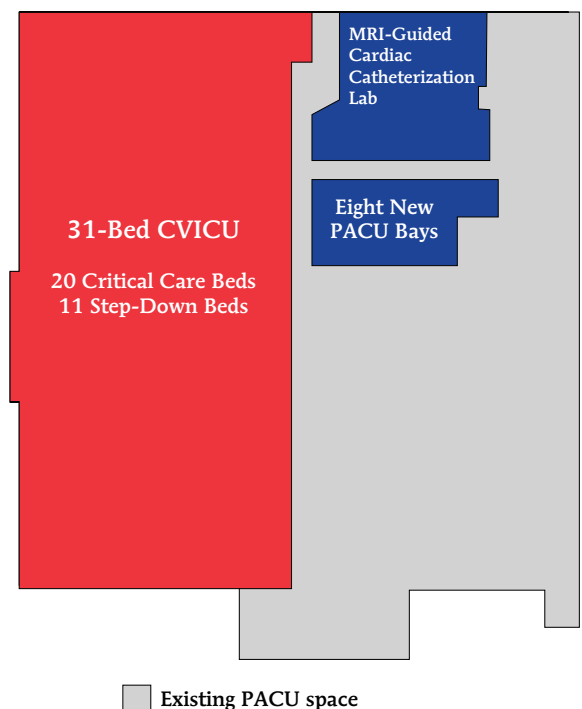 MRI-Guided
Cardiac
Catheterization
Lab
31-Bed CVICU
20 Critical Care Beds
11 Step-Down Beds
Eight New
PACU Bays
Existing PACU space